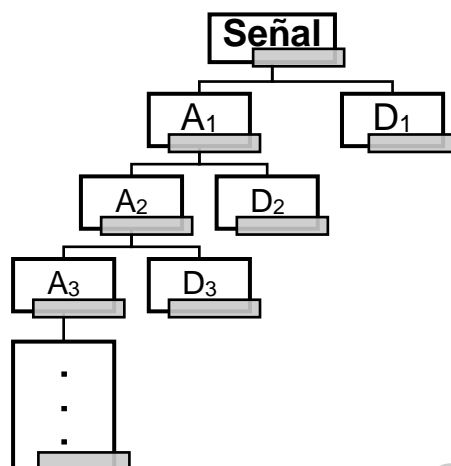 Señal
A₁ D₁
A₂ D₂
A₃ D₃
.
.
.